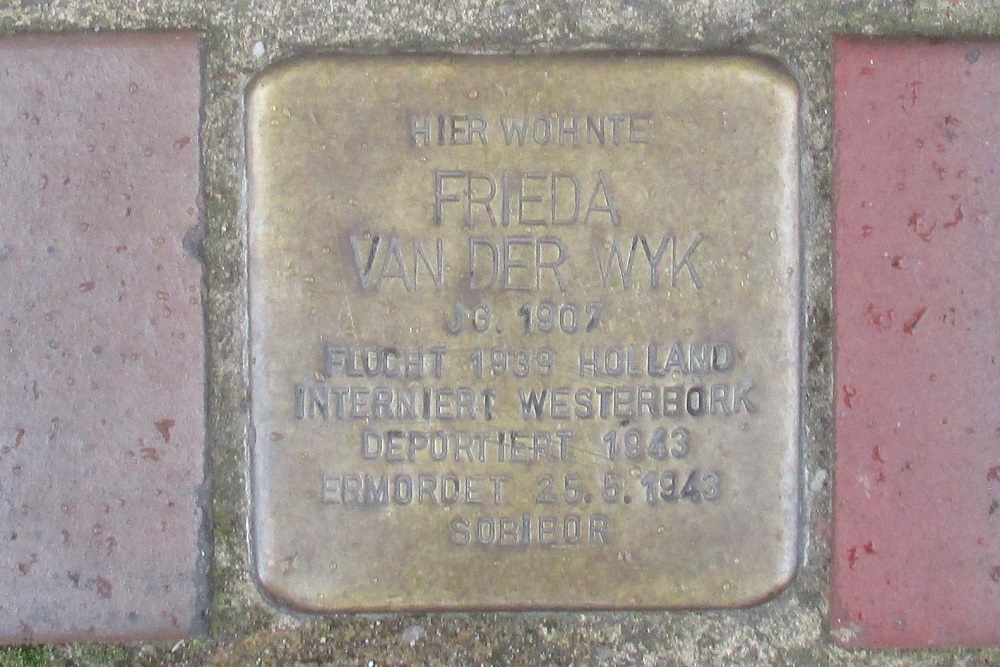 HIER WOHNTE
FRIEDA
VAN DER WYK
JG. 1907
FLUCHT 1939 HOLLAND
INTERNIERT WESTERBORK
DEPORTIERT 1943
ERMORDET 25.5.1943
SOBIBOR